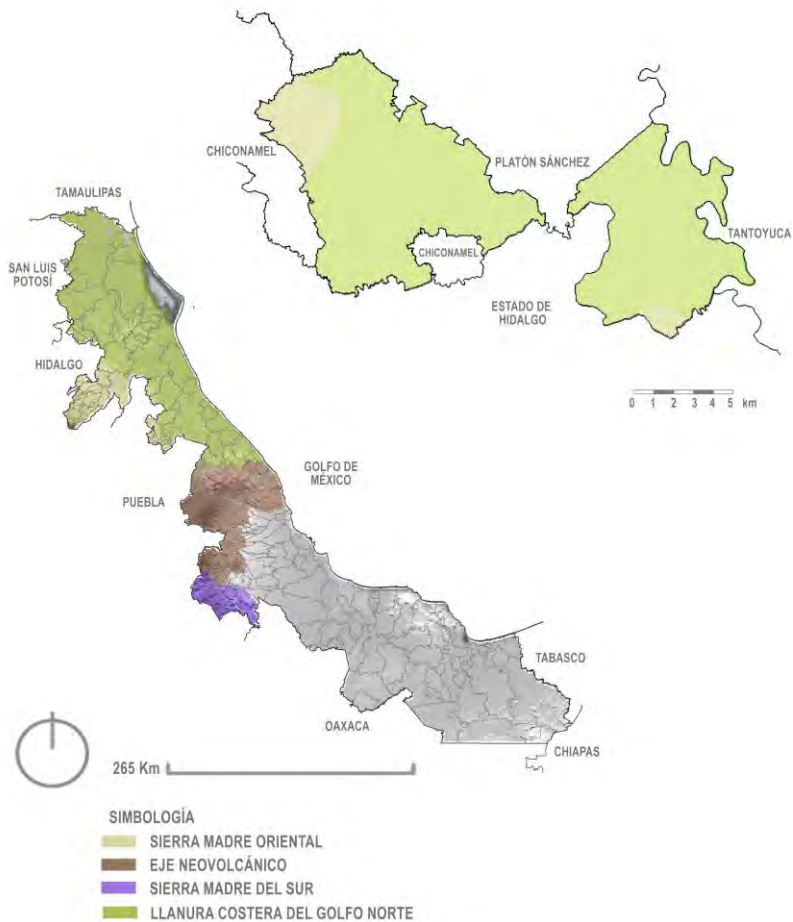 CHICONAMEL
PLATÓN SÁNCHEZ
CHICONAMEL
TANTOYUCA
ESTADO DE
HIDALGO
0 1 2 3 4 5 km
TAMAULIPAS
SAN LUIS
POTOSÍ
HIDALGO
GOLFO DE
MÉXICO
PUEBLA
TABASCO
OAXACA
CHIAPAS
265 Km
SIMBOLOGÍA
SIERRA MADRE ORIENTAL
EJE NEOVOLCÁNICO
SIERRA MADRE DEL SUR
LLANURA COSTERA DEL GOLFO NORTE